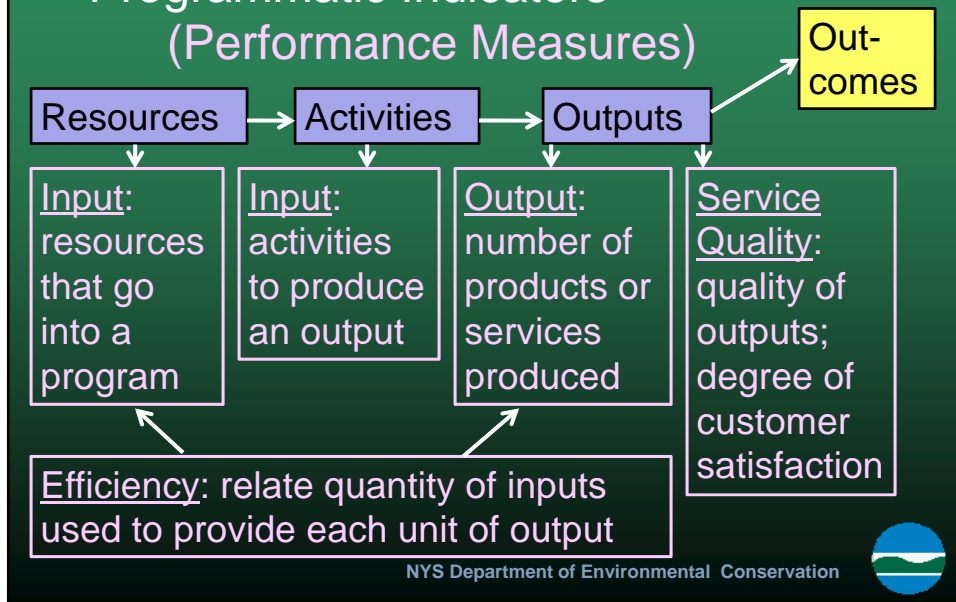 Programmatic Indicators
(Performance Measures)
Out-
comes
Resources
Activities
Outputs
Input:
resources
that go
into a
program
Input:
activities
to produce
an output
Output:
number of
products or
services
produced
Service
Quality:
quality of
outputs;
degree of
customer
satisfaction
Efficiency: relate quantity of inputs
used to provide each unit of output
NYS Department of Environmental Conservation